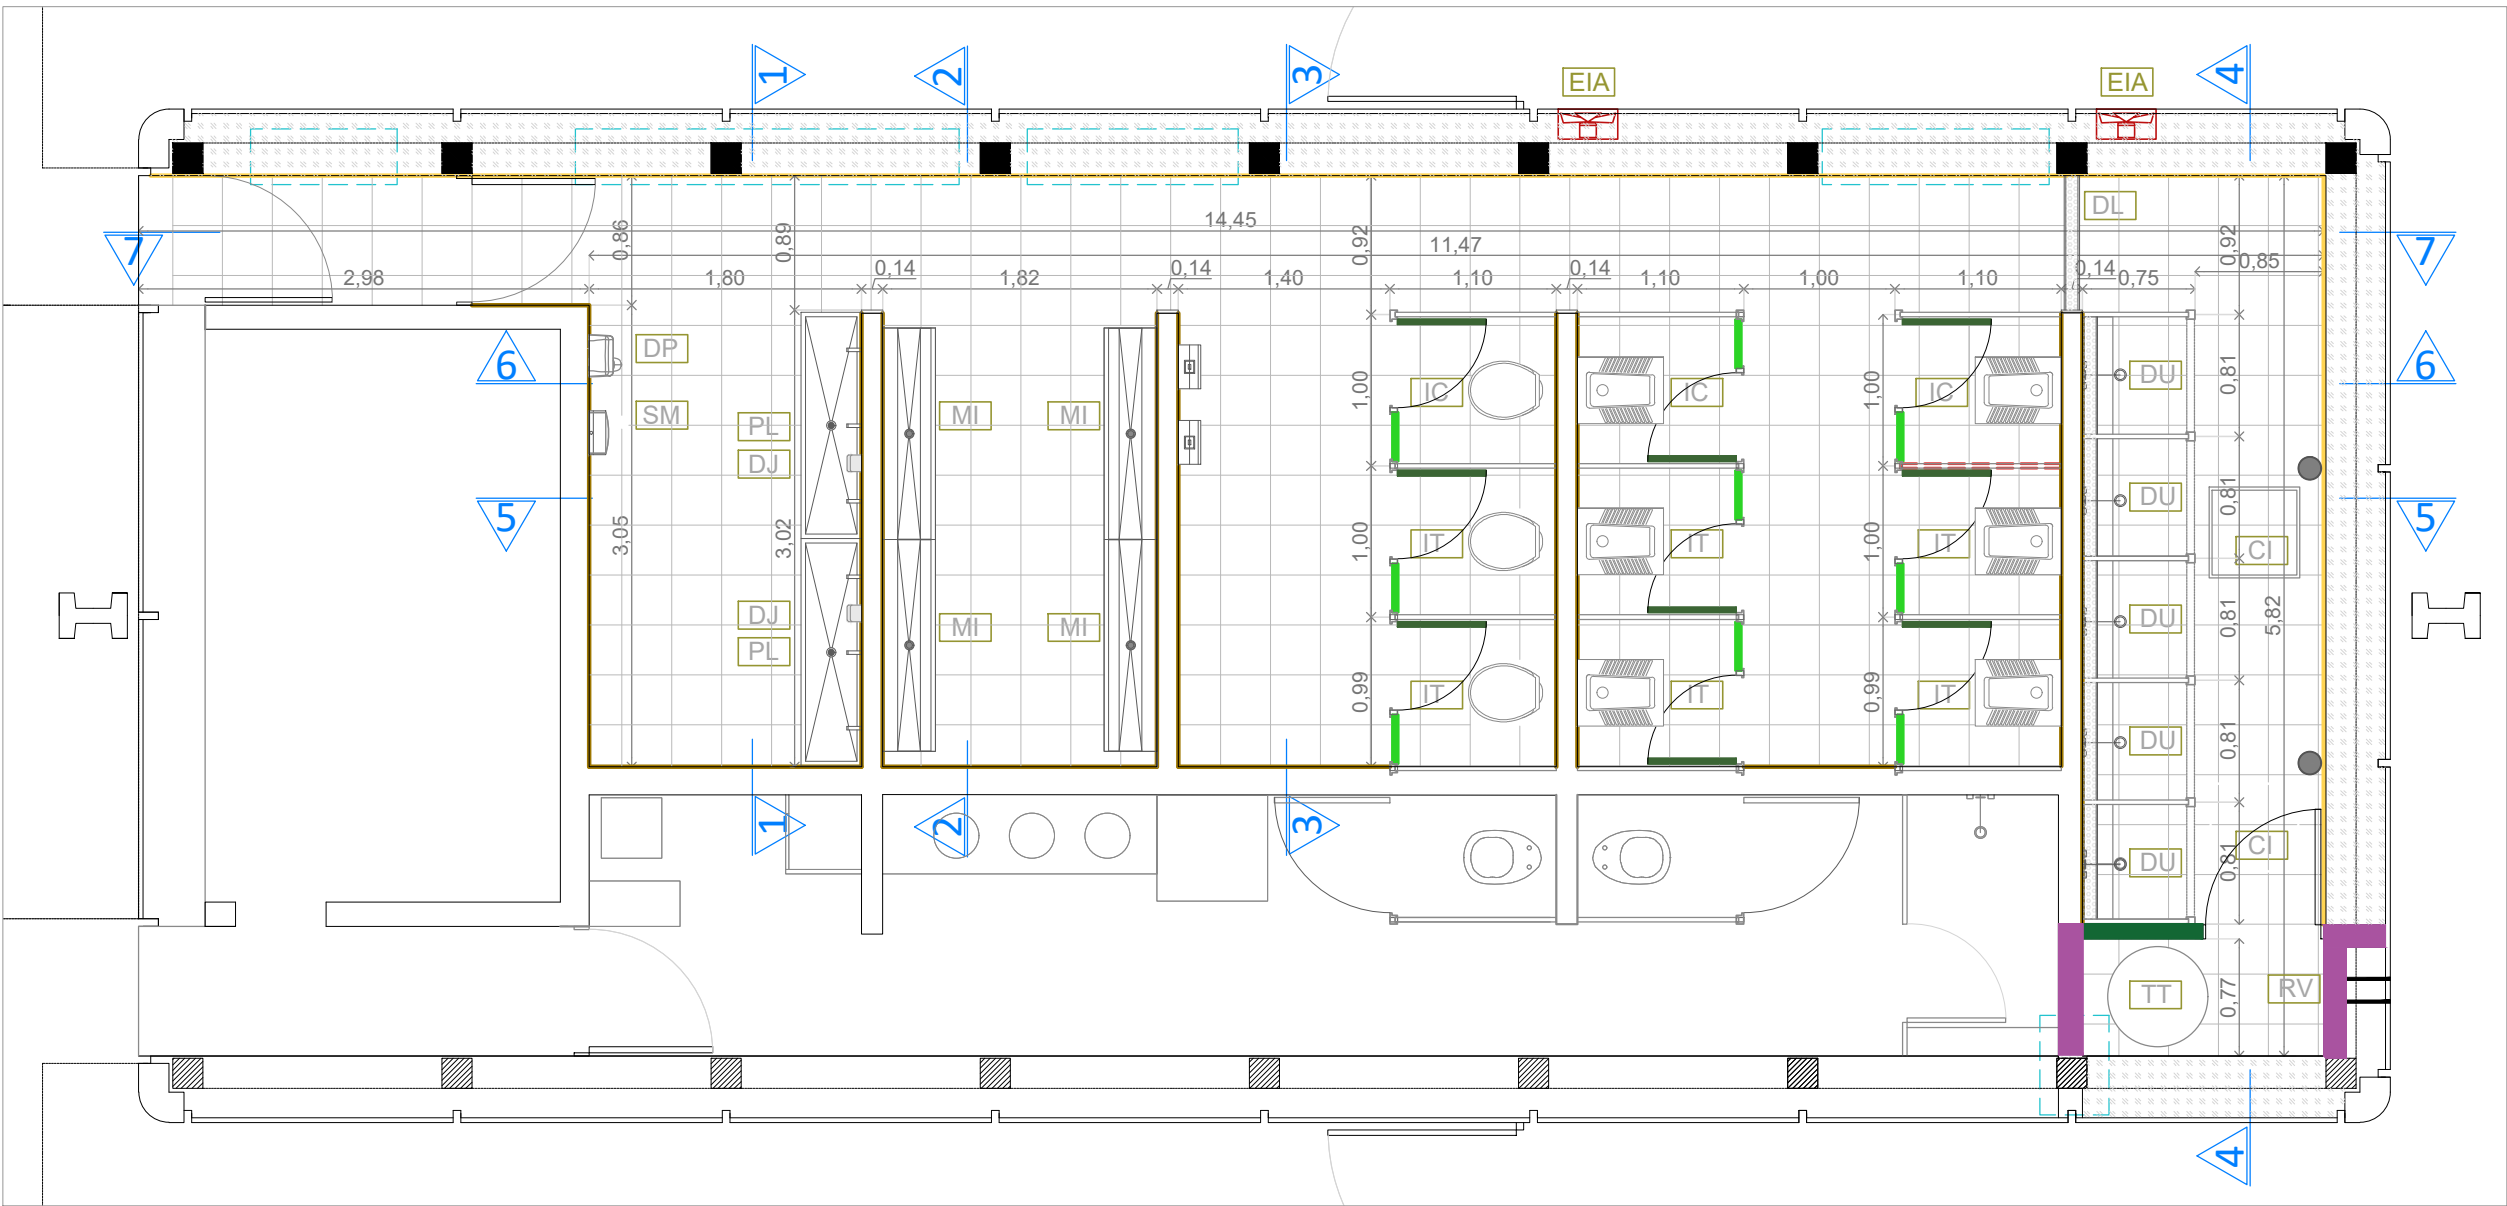 1
2
3
EIA
EIA
4
DL
14,45
7
0,86
0,89
0,92
11,47
0,92
7
2,98
1,80
0,14
1,82
0,14
1,40
1,10
0,14
1,10
1,00
1,10
0,14
0,75
0,85
6
DP
SM
PL
DJ
MI
MI
1,00
IC
IC
1,00
IC
DU
0,81
6
5
3,05
3,02
1,00
IT
IT
1,00
IT
DU
0,81
CI
5
DJ
PL
MI
MI
DU
0,81
5,82
0,99
IT
IT
0,99
IT
DU
0,81
1
2
3
DU
0,81
CI
TT
0,77
RV
4